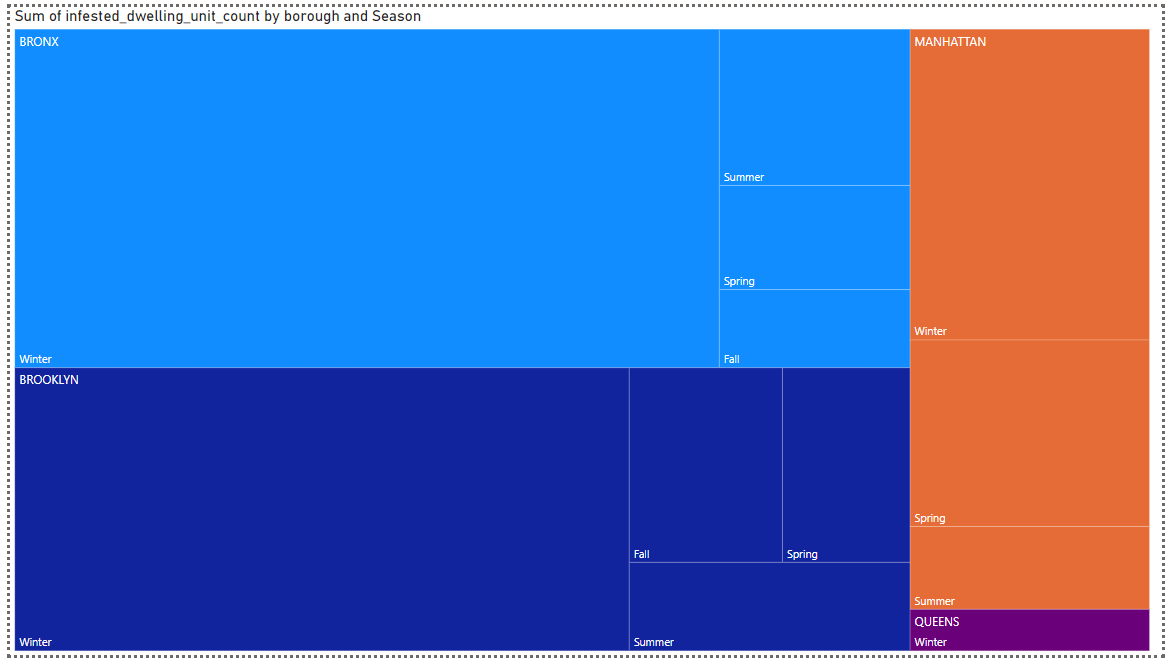 Sum of infested_dwelling_unit_count by borough and Season
BRONX
Winter
Summer
Spring
Fall
BROOKLYN
Winter
Fall
Spring
Summer
MANHATTAN
Winter
Spring
Summer
QUEENS
Winter